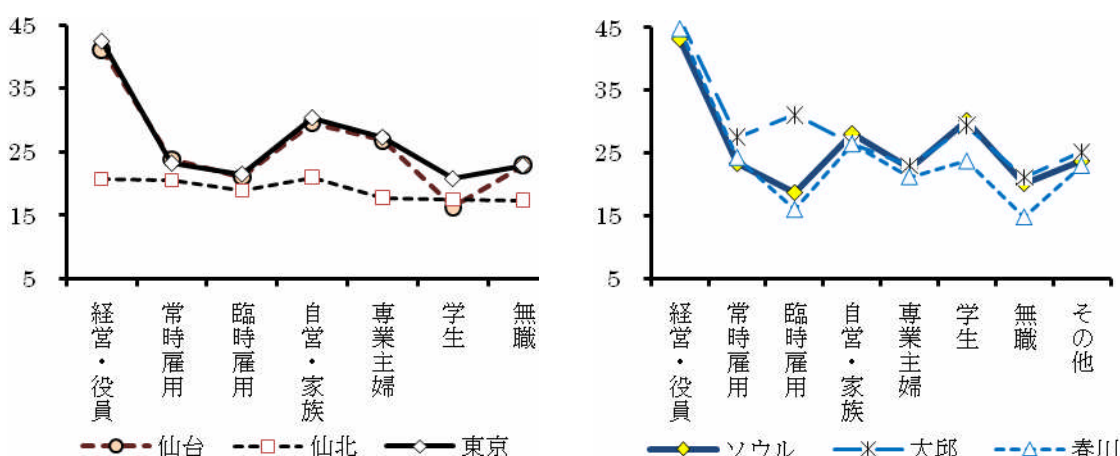 45
35
25
15
5
経営・役員
常時雇用
臨時雇用
自営・家族
専業主婦
学生
無職
仙台
仙北
東京
45
35
25
15
5
経営・役員
常時雇用
臨時雇用
自営・家族
専業主婦
学生
無職
その他
ソウル
大邱
春川